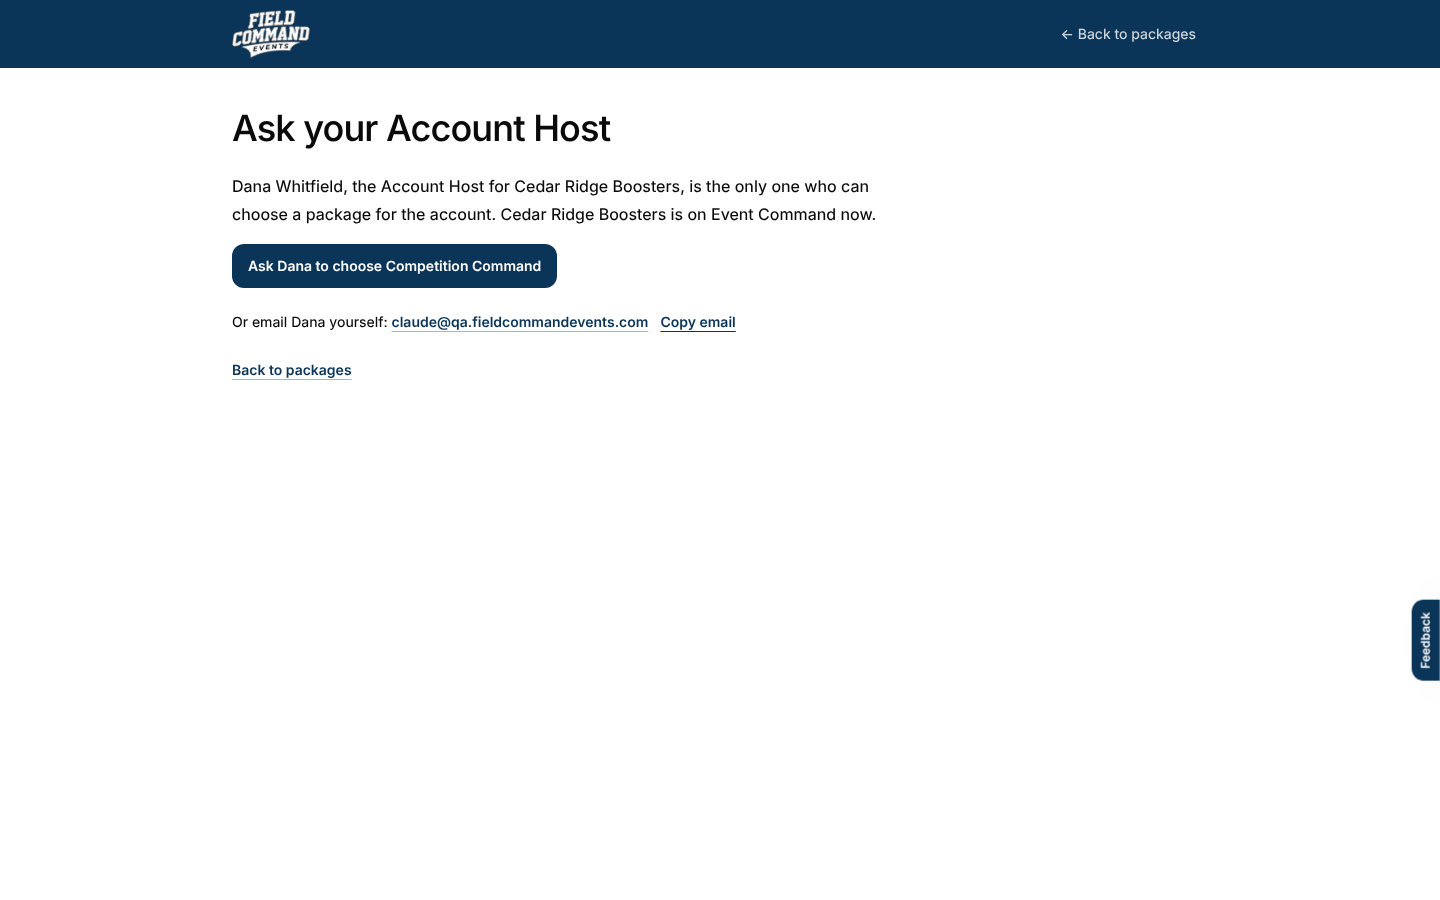 FIELD
COMMAND
EVENTS
← Back to packages
Ask your Account Host
Dana Whitfield, the Account Host for Cedar Ridge Boosters, is the only one who can
choose a package for the account. Cedar Ridge Boosters is on Event Command now.
Ask Dana to choose Competition Command
Or email Dana yourself: claude@qa.fieldcommandevents.com Copy email
Back to packages
Feedback